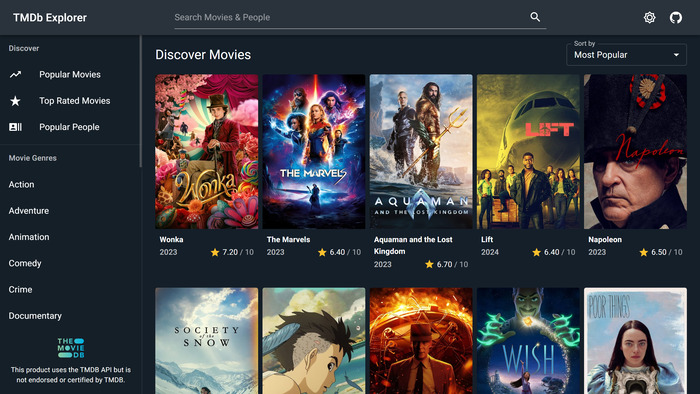 TMDb Explorer
Search Movies & People
Discover
Popular Movies
Top Rated Movies
Popular People
Movie Genres
Action
Adventure
Animation
Comedy
Crime
Documentary
THE
MOVIE
DB
This product uses the TMDB API but is
not endorsed or certified by TMDB.
Discover Movies
Sort by
Most Popular
Wonka
THE MARVELS
AQUAMAN
AND THE LOST KINGDOM
LIFT
Napoleon
Wonka
2023
7.20 / 10
The Marvels
2023
6.40 / 10
Aquaman and the Lost
Kingdom
2023
6.70 / 10
Lift
2024
6.40 / 10
Napoleon
2023
6.50 / 10
SOCIETY
of the
SNOW
WISH
POOR THINGS